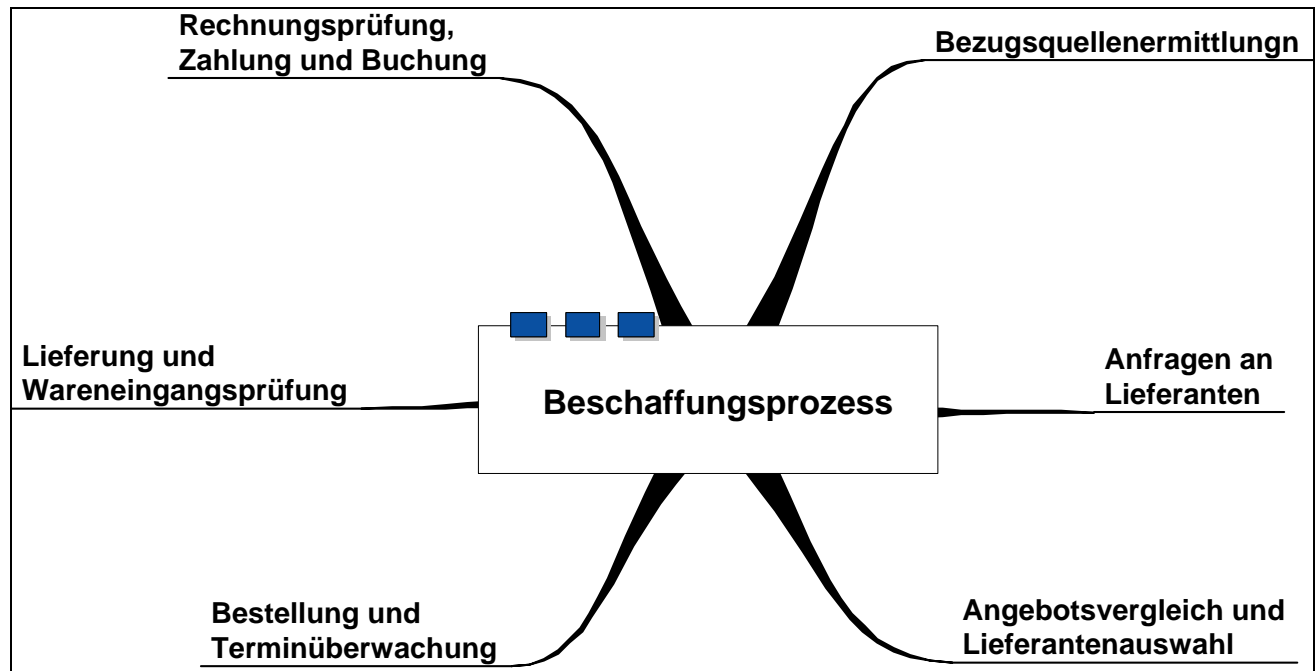 Rechnungsprüfung,
Zahlung und Buchung
Bezugsquellenermittlungn
Lieferung und
Wareneingangsprüfung
Beschaffungsprozess
Anfragen an
Lieferanten
Bestellung und
Terminüberwachung
Angebotsvergleich und
Lieferantenauswahl